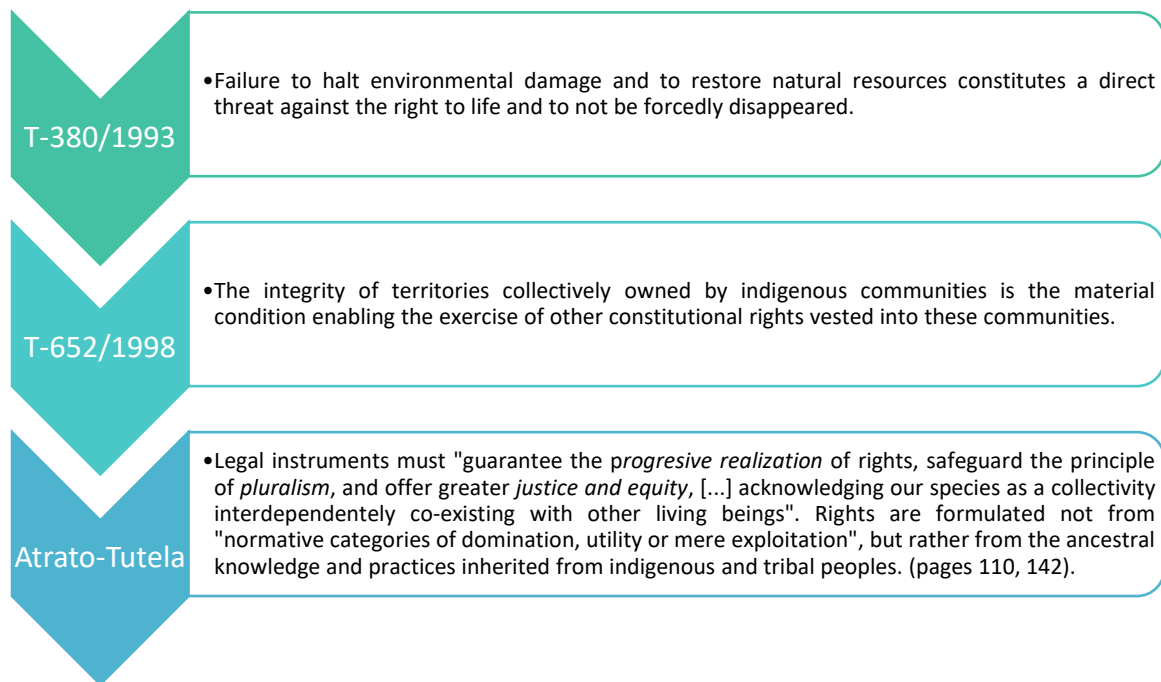 T-380/1993
•Failure to halt environmental damage and to restore natural resources constitutes a direct
threat against the right to life and to not be forcedly disappeared.
T-652/1998
•The integrity of territories collectively owned by indigenous communities is the material
condition enabling the exercise of other constitutional rights vested into these communities.
Atrato-Tutela
•Legal instruments must "guarantee the progresive realization of rights, safeguard the principle
of pluralism, and offer greater justice and equity, [...] acknowledging our species as a collectivity
interdependentely co-existing with other living beings". Rights are formulated not from
"normative categories of domination, utility or mere exploitation", but rather from the ancestral
knowledge and practices inherited from indigenous and tribal peoples. (pages 110, 142).